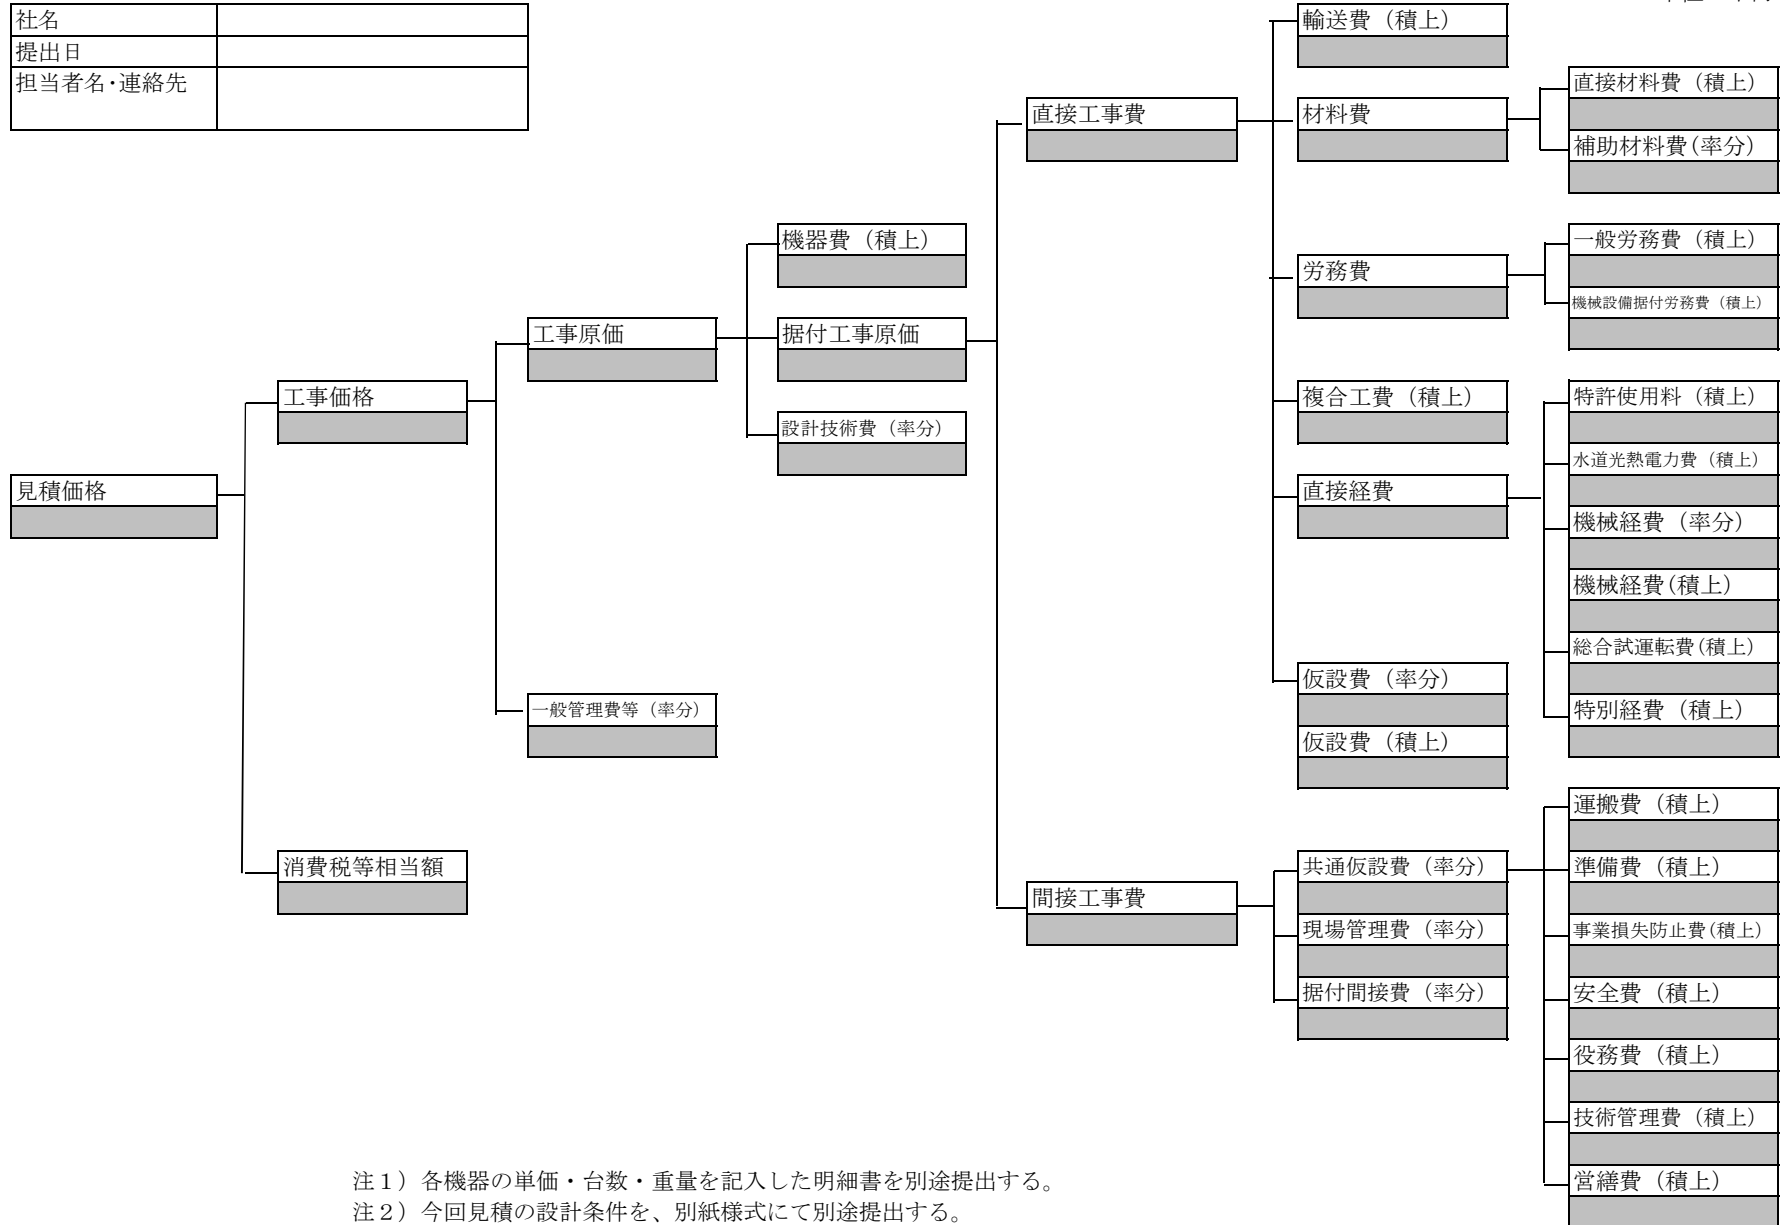 社名
提出日
担当者名・連絡先
輸送費（積上）
直接工事費
材料費
直接材料費（積上）
補助材料費(率分）
機器費（積上）
労務費
一般労務費（積上）
機械設備据付労務費（積上）
工事原価
据付工事原価
工事価格
設計技術費（率分）
複合工費（積上）
特許使用料（積上）
水道光熱電力費（積上）
見積価格
直接経費
機械経費（率分）
機械経費(積上）
総合試運転費(積上）
特別経費（積上）
仮設費（率分）
仮設費（積上）
一般管理費等（率分）
消費税等相当額
間接工事費
共通仮設費（率分）
現場管理費（率分）
据付間接費（率分）
運搬費（積上）
準備費（積上）
事業損失防止費(積上）
安全費（積上）
役務費（積上）
技術管理費（積上）
営繕費（積上）
注１）各機器の単価・台数・重量を記入した明細書を別途提出する。
注２）今回見積の設計条件を、別紙様式にて別途提出する。